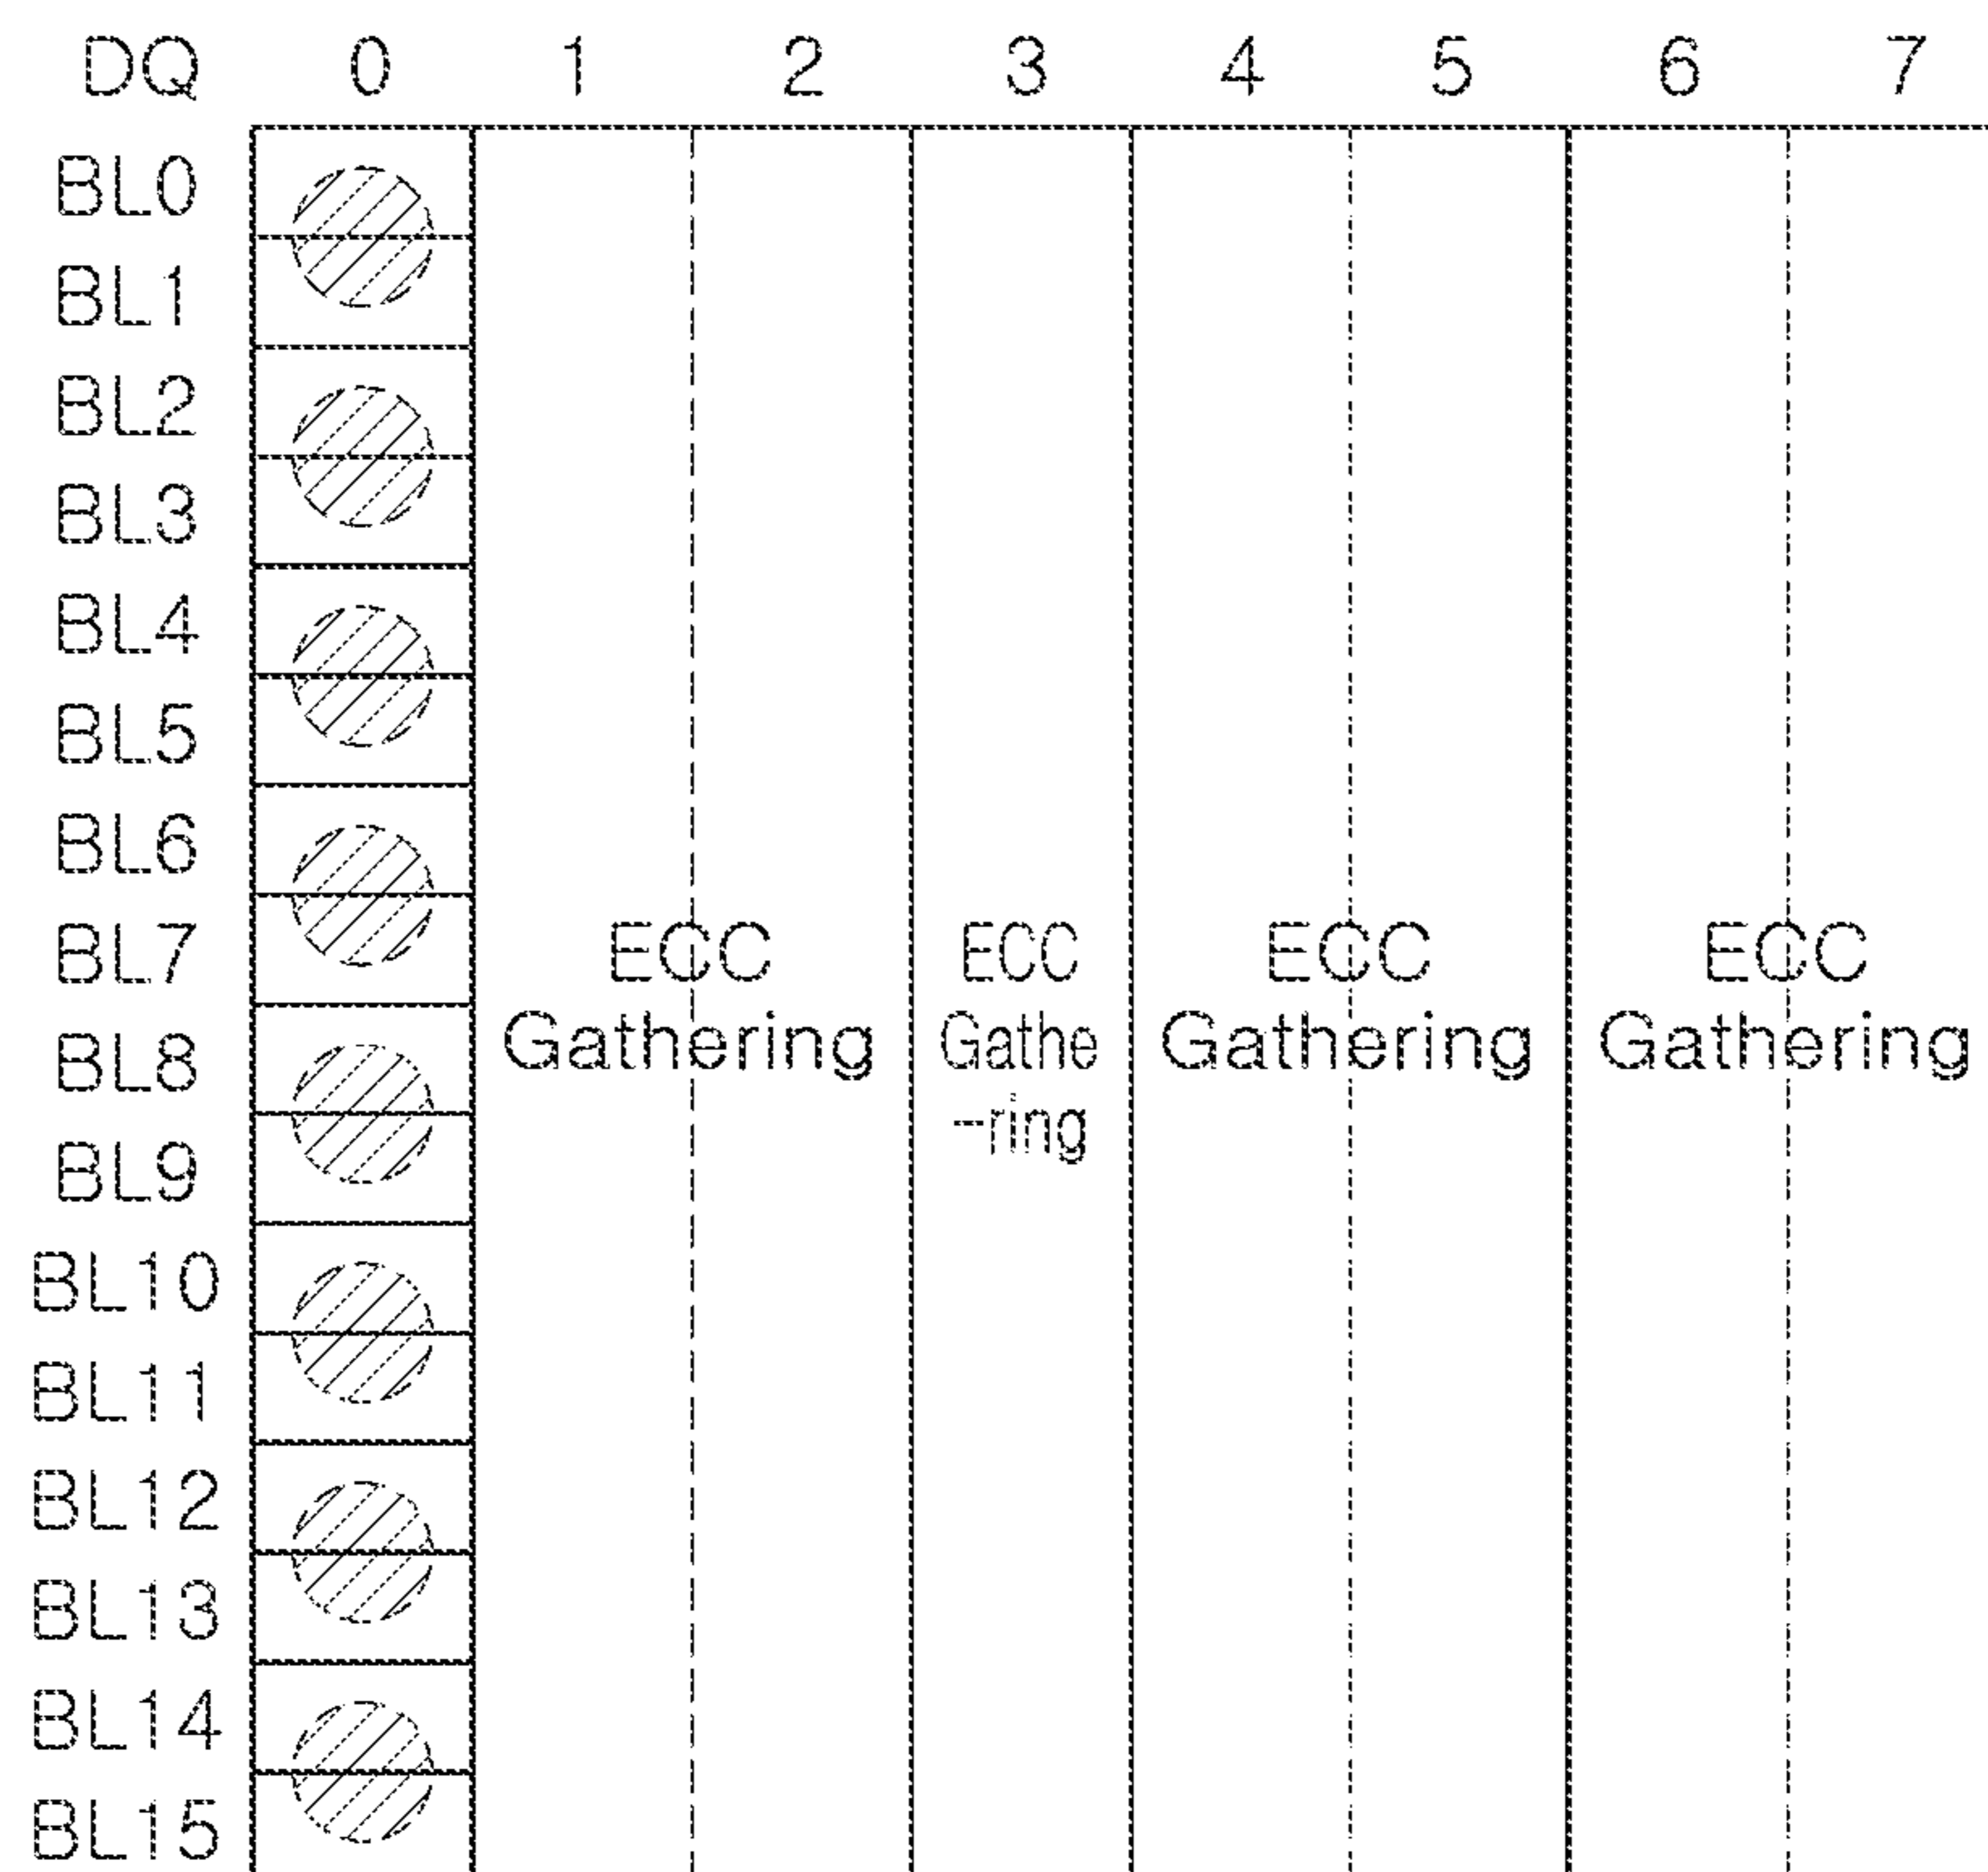 DQ 0 1 2 3 4 5 6 7
BL0
BL1
BL2
BL3
BL4
BL5
BL6
BL7 ECC ECC ECC ECC
BL8 Gathering Gathe Gathering Gathering
-ring
BL9
BL10
BL11
BL12
BL13
BL14
BL15